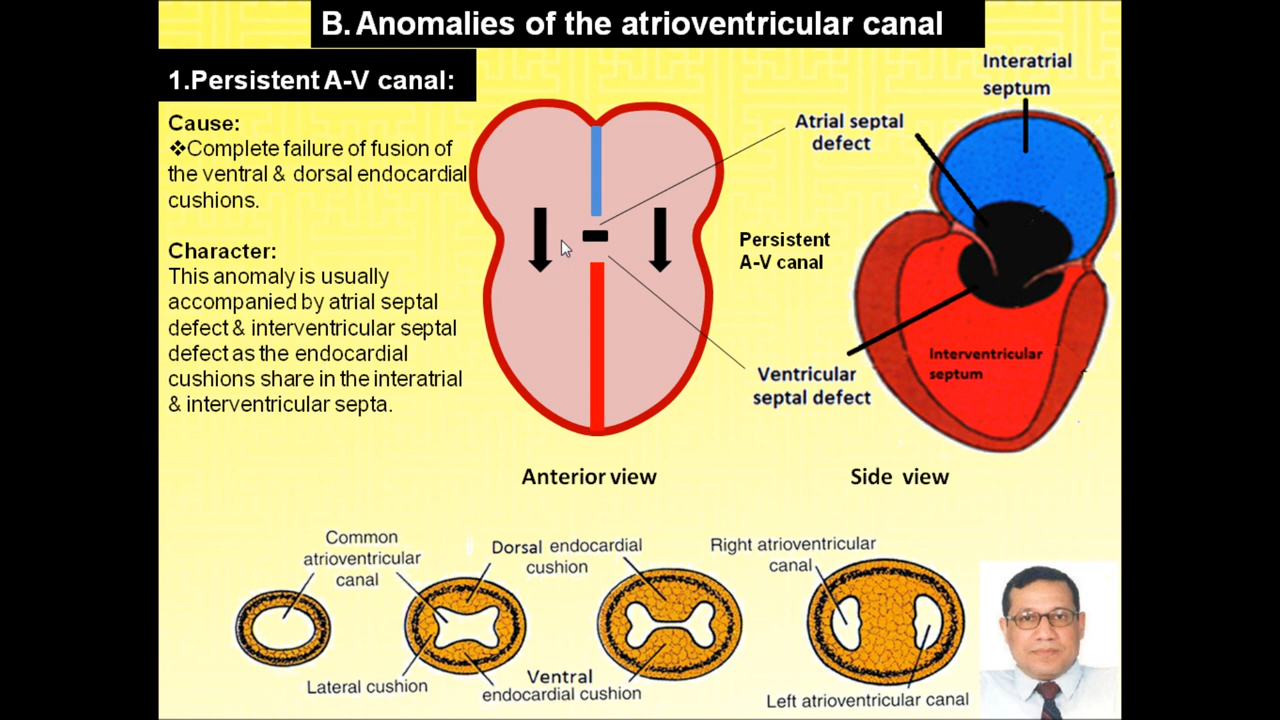 B. Anomalies of the atrioventricular canal
1.Persistent A-V canal:
Cause:
❖Complete failure of fusion of
the ventral & dorsal endocardial
cushions.
Character:
This anomaly is usually
accompanied by atrial septal
defect & interventricular septal
defect as the endocardial
cushions share in the interatrial
& interventricular septa.
Interatrial
septum
Atrial septal
defect
Persistent
A-V canal
Interventricular
septum
Ventricular
septal defect
Anterior view
Side view
Common
atrioventricular
canal
Dorsal endocardial
cushion
Right atrioventricular
canal
Lateral cushion
Ventral
endocardial cushion
Left atrioventricular canal